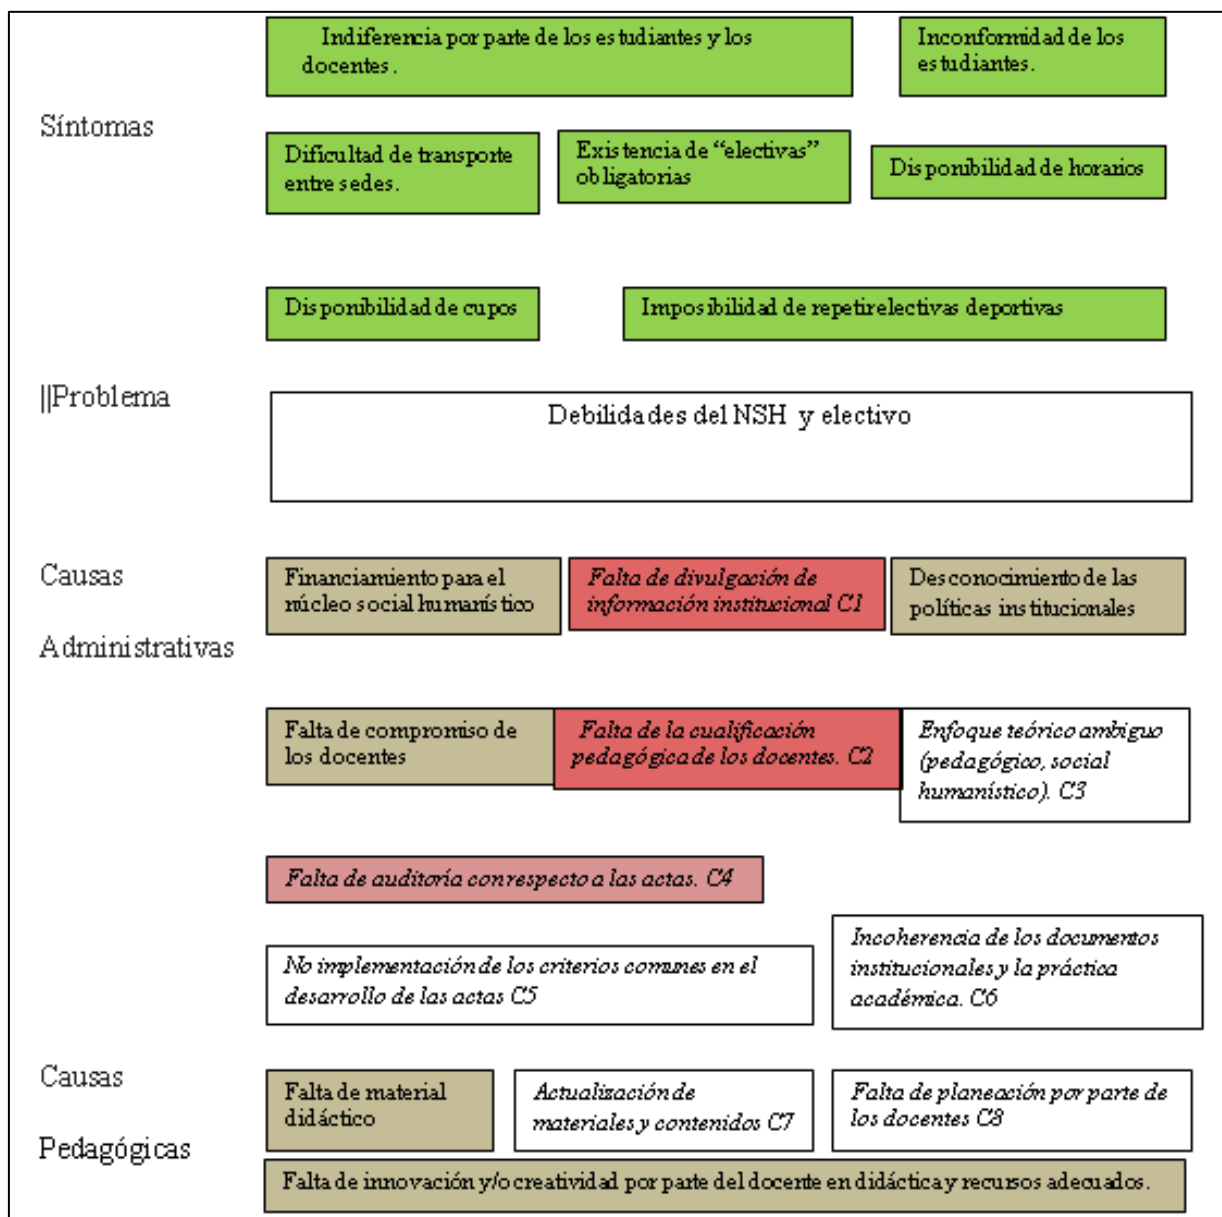 Indiferencia por parte de los estudiantes y los
docentes.
Inconformidad de los
estudiantes.
Síntomas
Dificultad de transporte
entre sedes.
Existencia de “electivas”
obligatorias
Disponibilidad de horarios
Disponibilidad de cupos
Imposibilidad de repetirelectivas deportivas
||Problema
Debilidades del NSH y electivo
Causas
Administrativas
Financiamiento para el
núcleo social humanístico
Falta de divulgación de
información institucional C1
Desconocimiento de las
políticas institucionales
Falta de compromiso de
los docentes
Falta de la cualificación
pedagógica de los docentes. C2
Enfoque teórico ambiguo
(pedagógico, social
humanístico). C3
Falta de auditoría con respecto a las actas. C4
No implementación de los criterios comunes en el
desarrollo de las actas C5
Incoherencia de los documentos
institucionales y la práctica
académica. C6
Causas
Pedagógicas
Falta de material
didáctico
Actualización de
materiales y contenidos C7
Falta de planeación por parte de
los docentes C8
Falta de innovación y/o creatividad por parte del docente en didáctica y recursos adecuados.